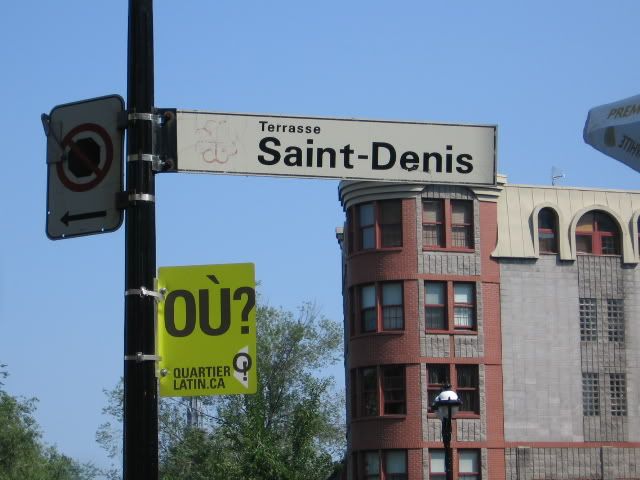 Terrasse
Saint-Denis
OÙ?
QUARTIER
LATIN.CA